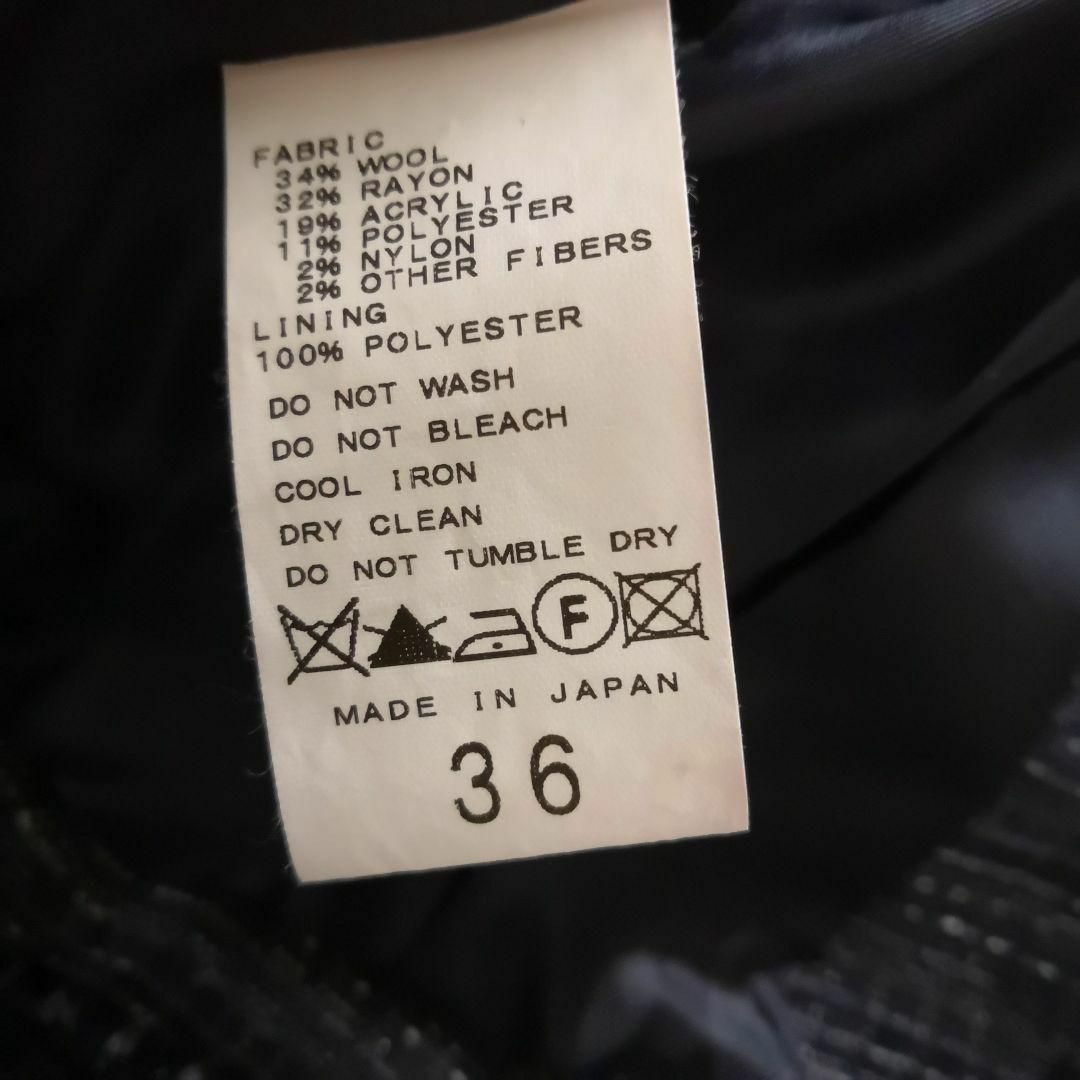 FABRIC
34% WOOL
32% RAYON
19% ACRYLIC
11% POLYESTER
2% NYLON
2% OTHER FIBERS
LINING
100% POLYESTER
DO NOT WASH
DO NOT BLEACH
COOL IRON
DRY CLEAN
DO NOT TUMBLE DRY
F
MADE IN JAPAN
36